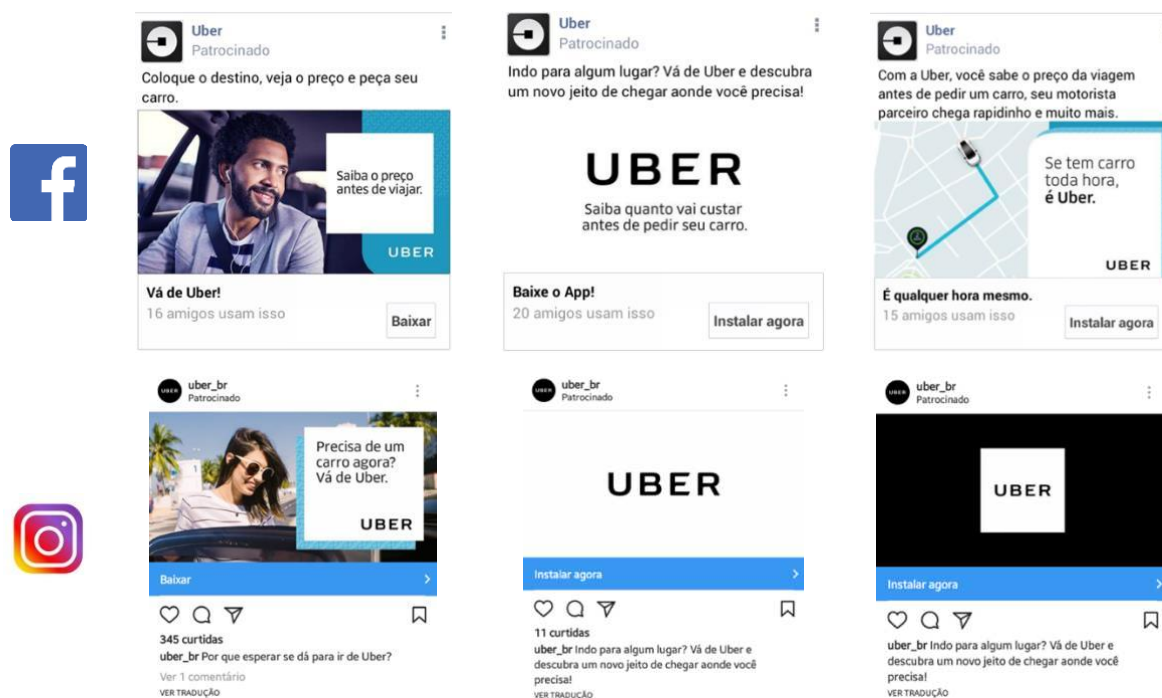 Uber
Patrocinado
Coloque o destino, veja o preço e peça seu
carro.
Saiba o preço
antes de viajar.
UBER
Vá de Uber!
16 amigos usam isso
Baixar
Uber
Patrocinado
Indo para algum lugar? Vá de Uber e descubra
um novo jeito de chegar aonde você precisa!
UBER
Saiba quanto vai custar
antes de pedir seu carro.
Baixe o App!
20 amigos usam isso
Instalar agora
Uber
Patrocinado
Com a Uber, você sabe o preço da viagem
antes de pedir um carro, seu motorista
parceiro chega rapidinho e muito mais.
Se tem carro
toda hora,
é Uber.
UBER
É qualquer hora mesmo.
15 amigos usam isso
Instalar agora
UBER
uber_br
Patrocinado
Precisa de um
carro agora?
Vá de Uber.
UBER
Baixar
345 curtidas
uber_br Por que esperar se dá para ir de Uber?
Ver 1 comentário
VER TRADUÇÃO
UBER
uber_br
Patrocinado
UBER
Instalar agora
11 curtidas
uber_br Indo para algum lugar? Vá de Uber e
descubra um novo jeito de chegar aonde você
precisa!
VER TRADUÇÃO
UBER
uber_br
Patrocinado
UBER
Instalar agora
uber_br Indo para algum lugar? Vá de Uber e
descubra um novo jeito de chegar aonde você
precisa!
VER TRADUÇÃO